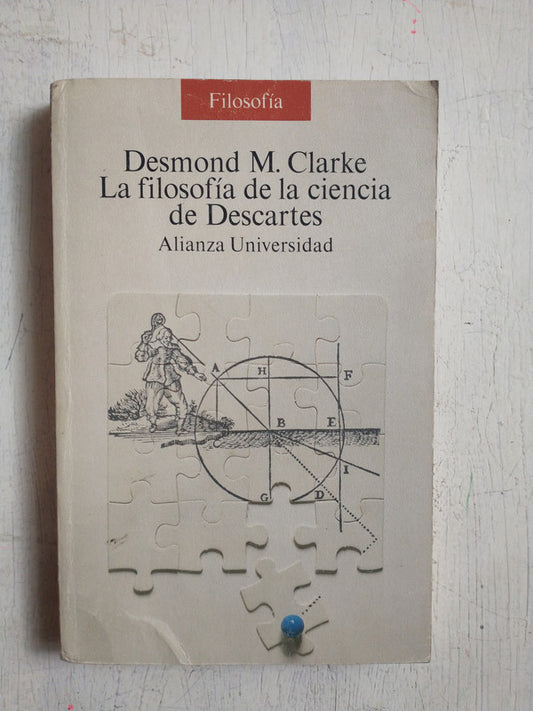 Filosofía
Desmond M. Clarke
La filosofía de la ciencia
de Descartes
Alianza Universidad
A
H
F
B
E
I
G
D